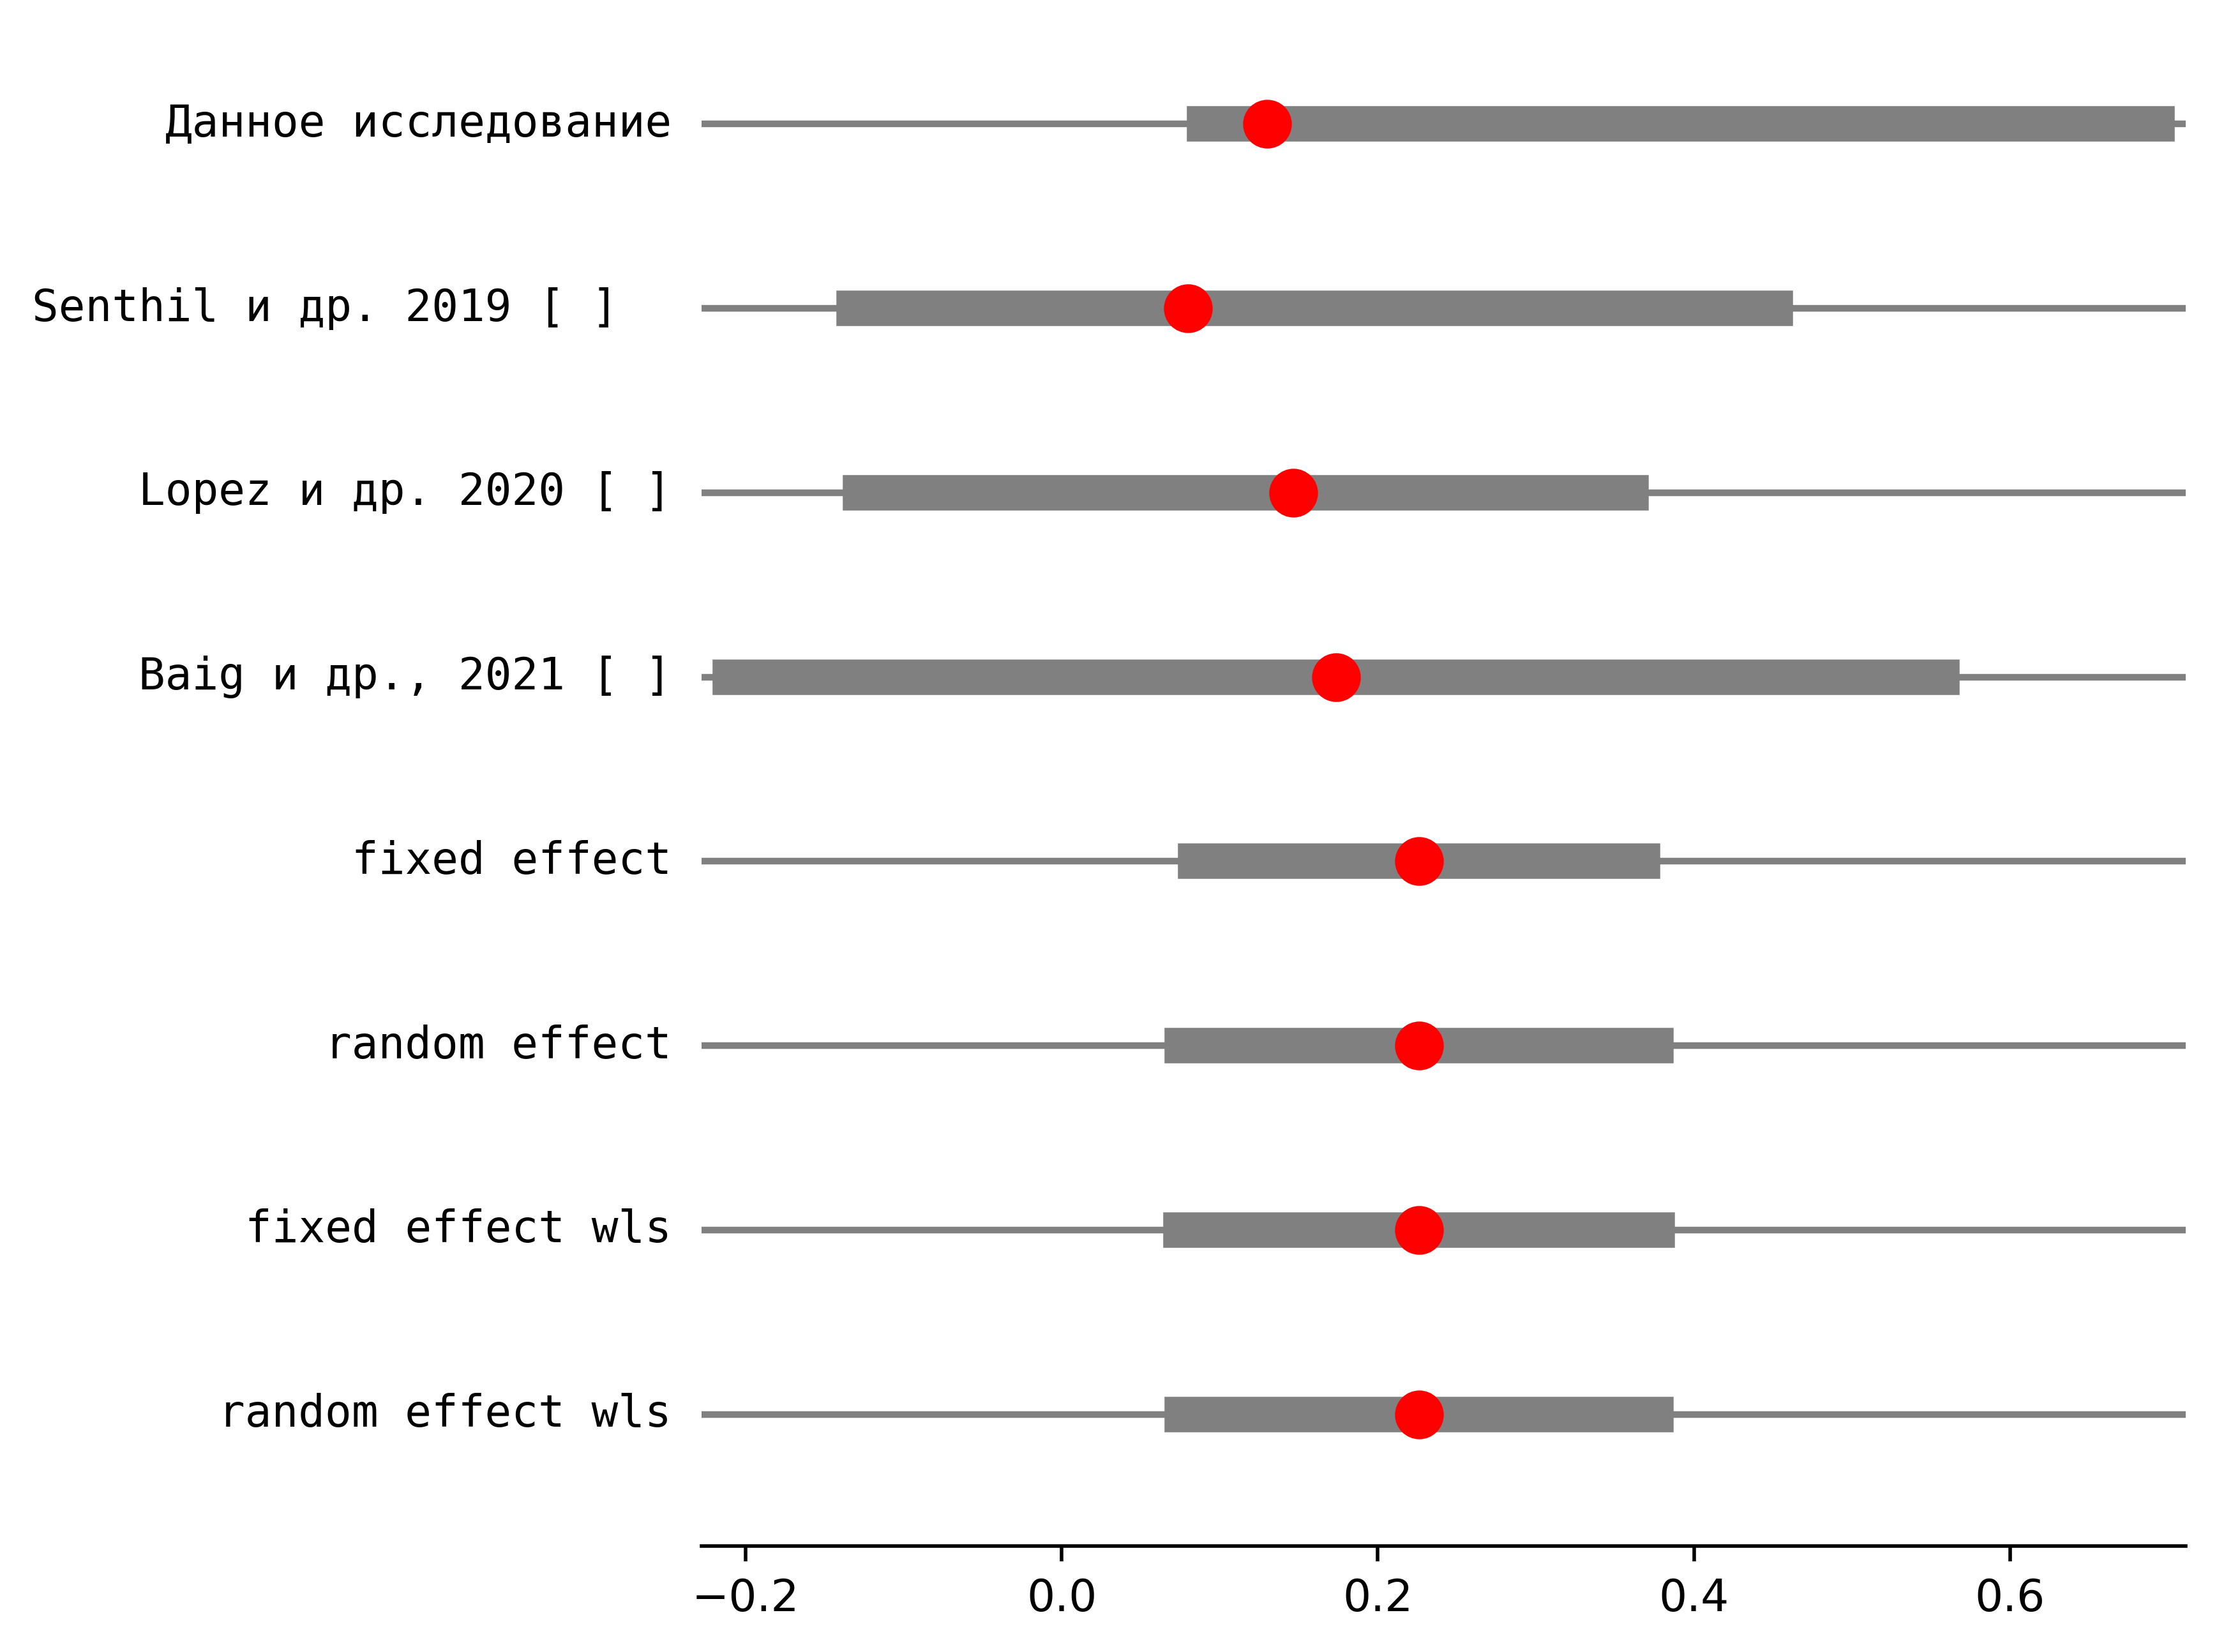 Данное исследование
Senthil и др. 2019 [ ]
Lopez и др. 2020 [ ]
Baig и др., 2021 [ ]
fixed effect
random effect
fixed effect wls
random effect wls
−0.2 0.0 0.2 0.4 0.6